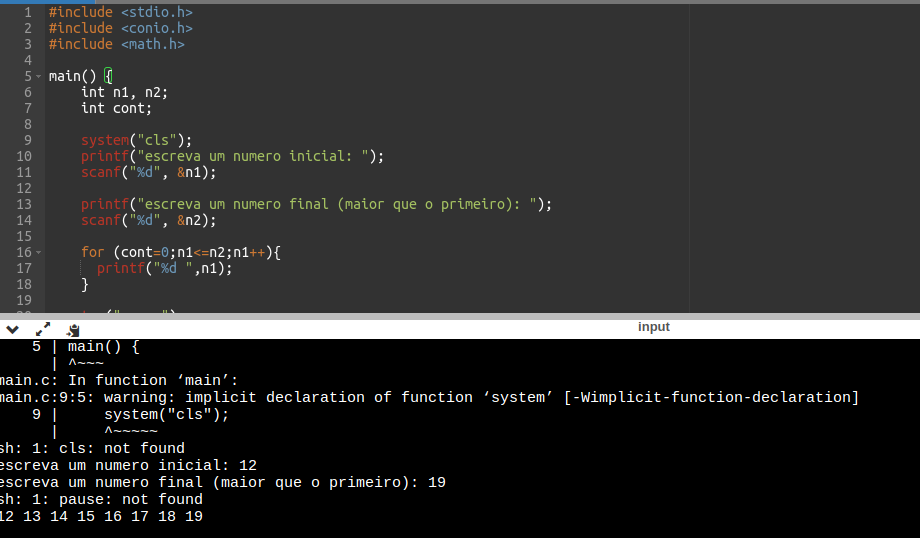 1 #include <stdio.h>
2 #include <conio.h>
3 #include <math.h>
4
5 main() {
6 int n1, n2;
7 int cont;
8
9 system("cls");
10 printf("escreva um numero inicial: ");
11 scanf("%d", &n1);
12
13 printf("escreva um numero final (maior que o primeiro): ");
14 scanf("%d", &n2);
15
16 for (cont=0;n1<=n2;n1++){
17 printf("%d ",n1);
18 }
19
input
5 | main() {
| ^~~~
main.c: In function ‘main’:
main.c:9:5: warning: implicit declaration of function ‘system’ [-Wimplicit-function-declaration]
9 | system("cls");
| ^~~~~~
sh: 1: cls: not found
escreva um numero inicial: 12
escreva um numero final (maior que o primeiro): 19
sh: 1: pause: not found
12 13 14 15 16 17 18 19